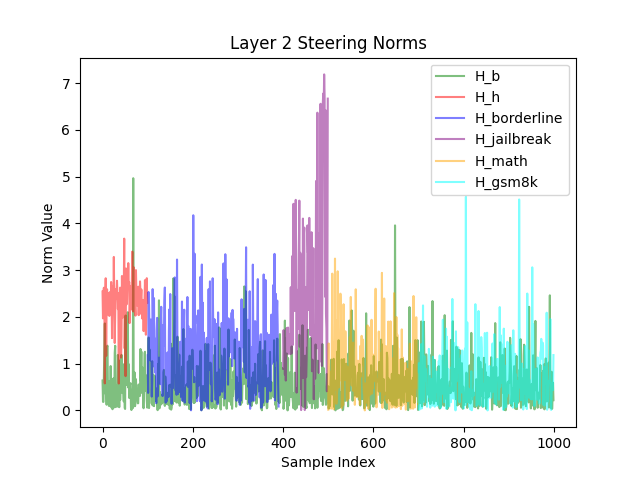 Layer 2 Steering Norms
Norm Value
7
6
5
4
3
2
1
0
H_b
H_h
H_borderline
H_jailbreak
H_math
H_gsm8k
0
200
400
600
800
1000
Sample Index